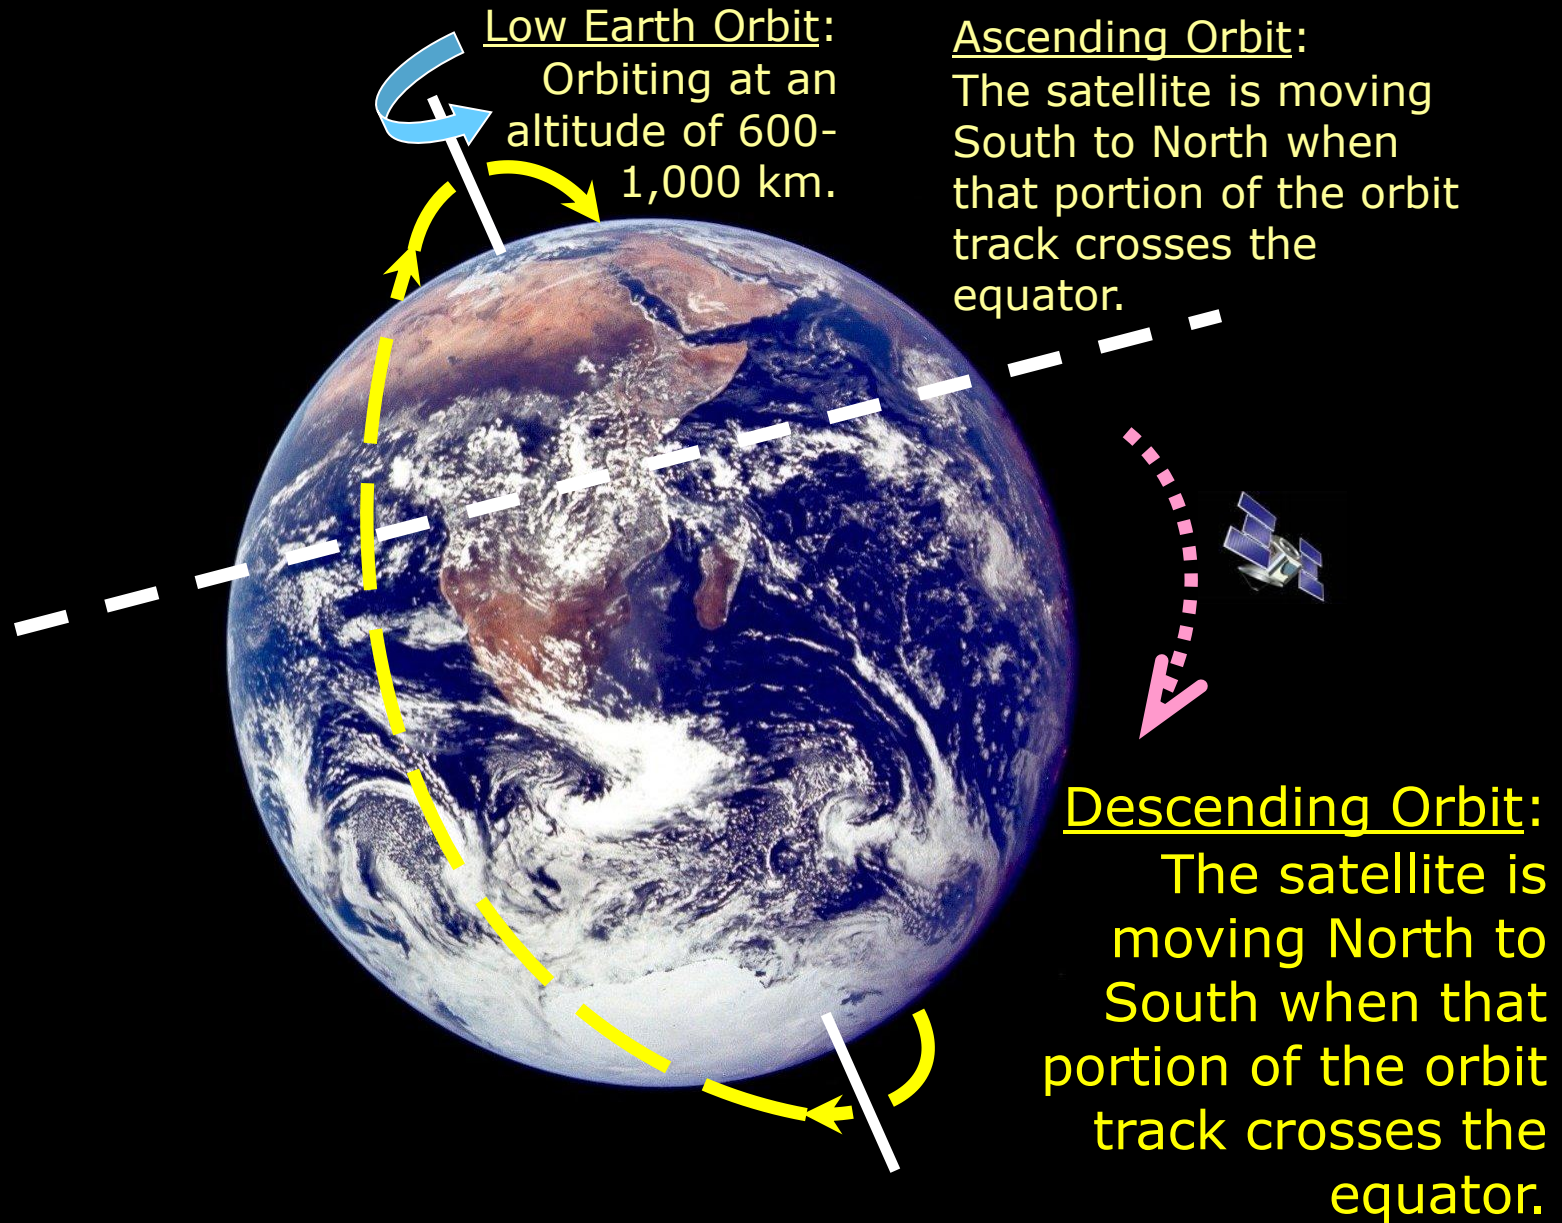 Low Earth Orbit:
Orbiting at an
altitude of 600-
1,000 km.
Ascending Orbit:
The satellite is moving
South to North when
that portion of the orbit
track crosses the
equator.
Descending Orbit:
The satellite is
moving North to
South when that
portion of the orbit
track crosses the
equator.